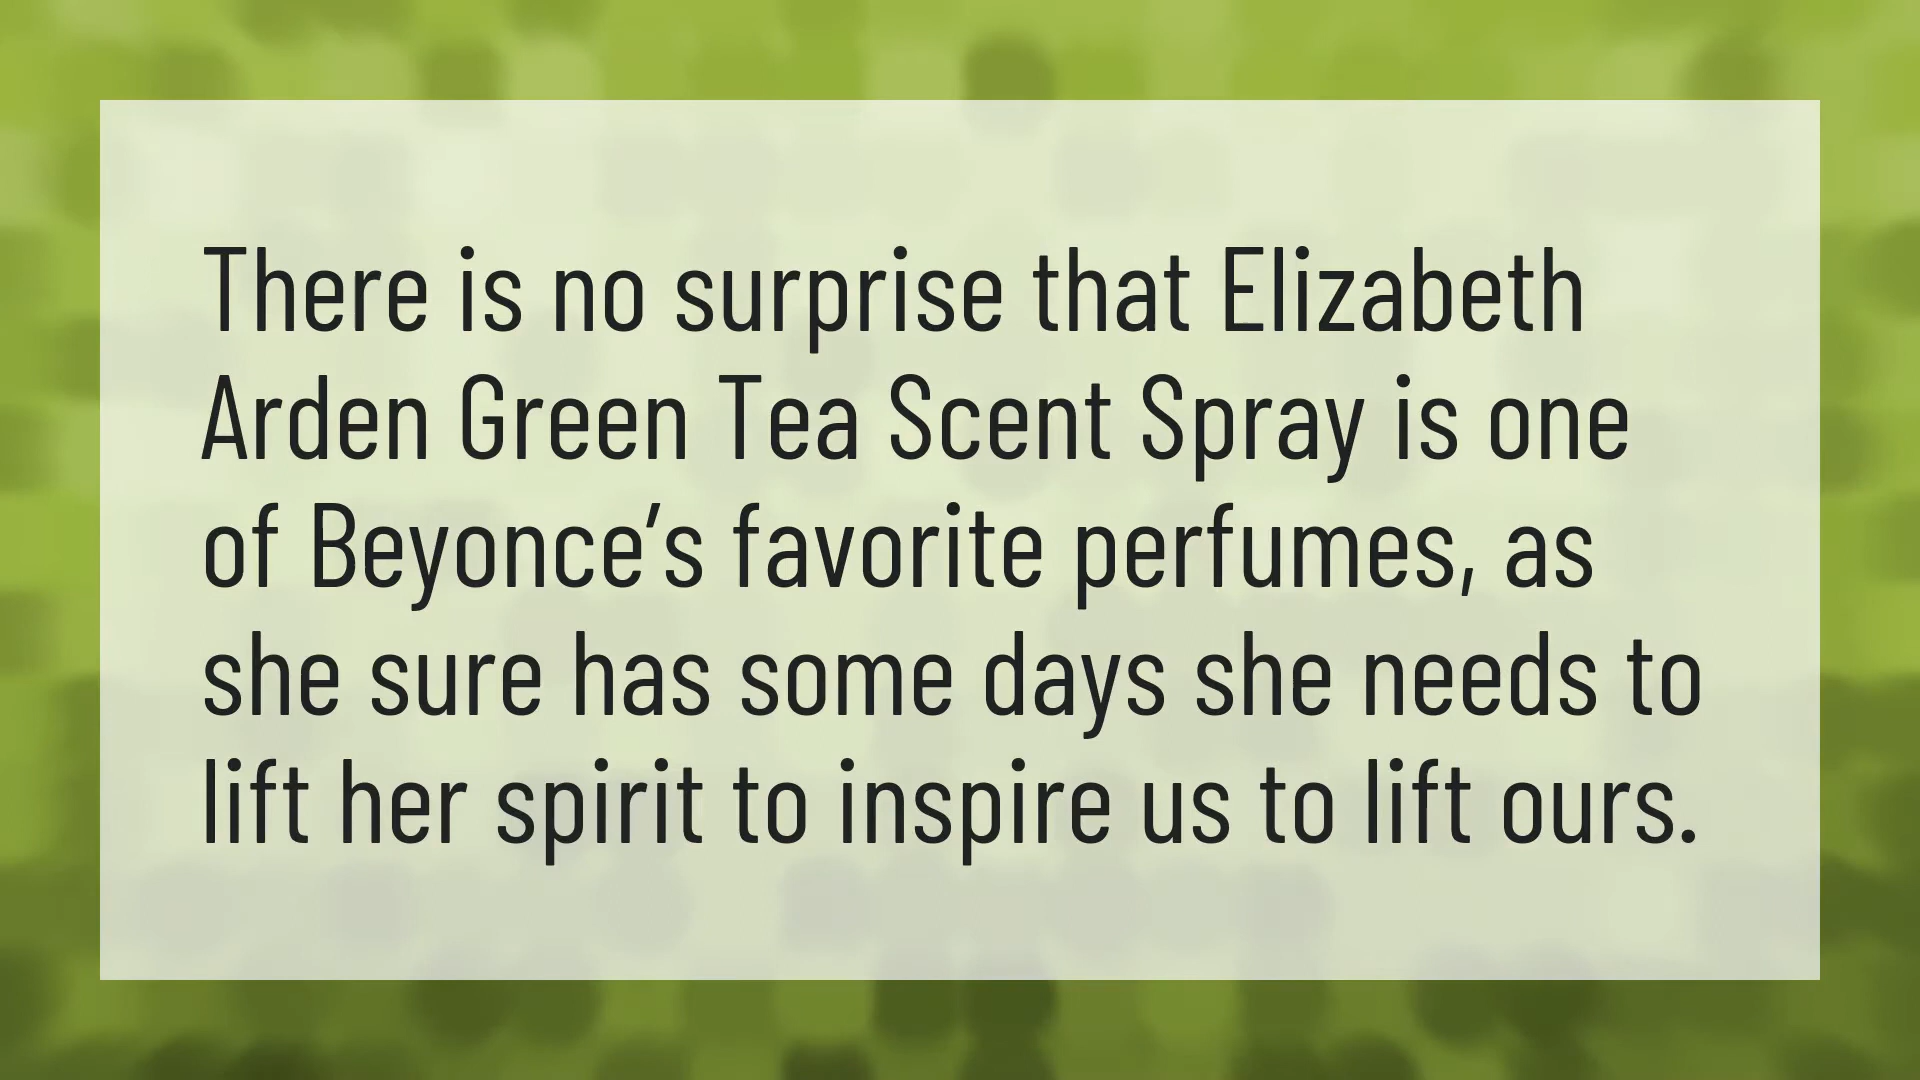 There is no surprise that Elizabeth
Arden Green Tea Scent Spray is one
of Beyonce’s favorite perfumes, as
she sure has some days she needs to
lift her spirit to inspire us to lift ours.